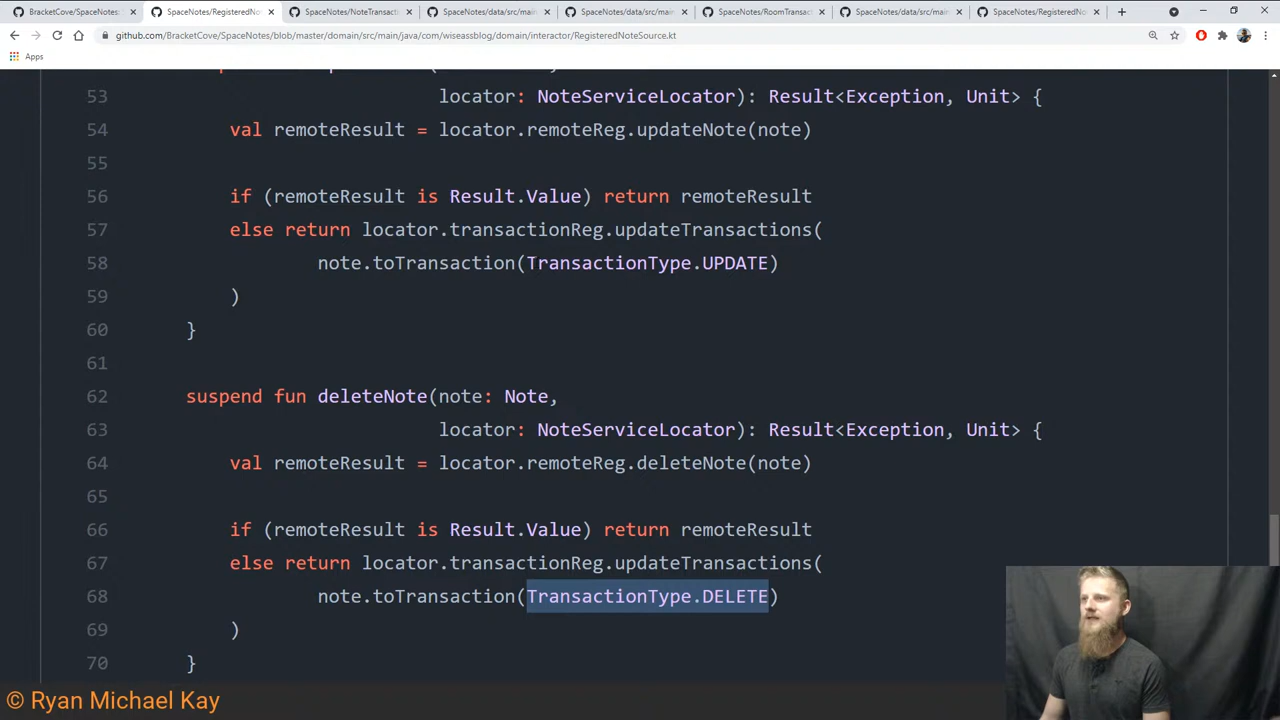 SpaceNotes/RegisteredNo
BracketCove/SpaceNotes:
SpaceNotes/RegisteredNot
SpaceNotes/NoteTransacti
SpaceNotes/data/src/main
SpaceNotes/data/src/main
SpaceNotes/RoomTransac
SpaceNotes/data/src/main
github.com/BracketCove/SpaceNotes/blob/master/domain/src/main/java/com/wiseassblog/domain/interactor/RegisteredNoteSource.kt
Apps
53 locator: NoteServiceLocator): Result<Exception, Unit> {
54 val remoteResult = locator.remoteReg.updateNote(note)
55
56 if (remoteResult is Result.Value) return remoteResult
57 else return locator.transactionReg.updateTransactions(
58 note.toTransaction(TransactionType.UPDATE)
59 )
60 }
61
62 suspend fun deleteNote(note: Note,
63 locator: NoteServiceLocator): Result<Exception, Unit> {
64 val remoteResult = locator.remoteReg.deleteNote(note)
65
66 if (remoteResult is Result.Value) return remoteResult
67 else return locator.transactionReg.updateTransactions(
68 note.toTransaction(TransactionType.DELETE)
69 )
70 }
© Ryan Michael Kay